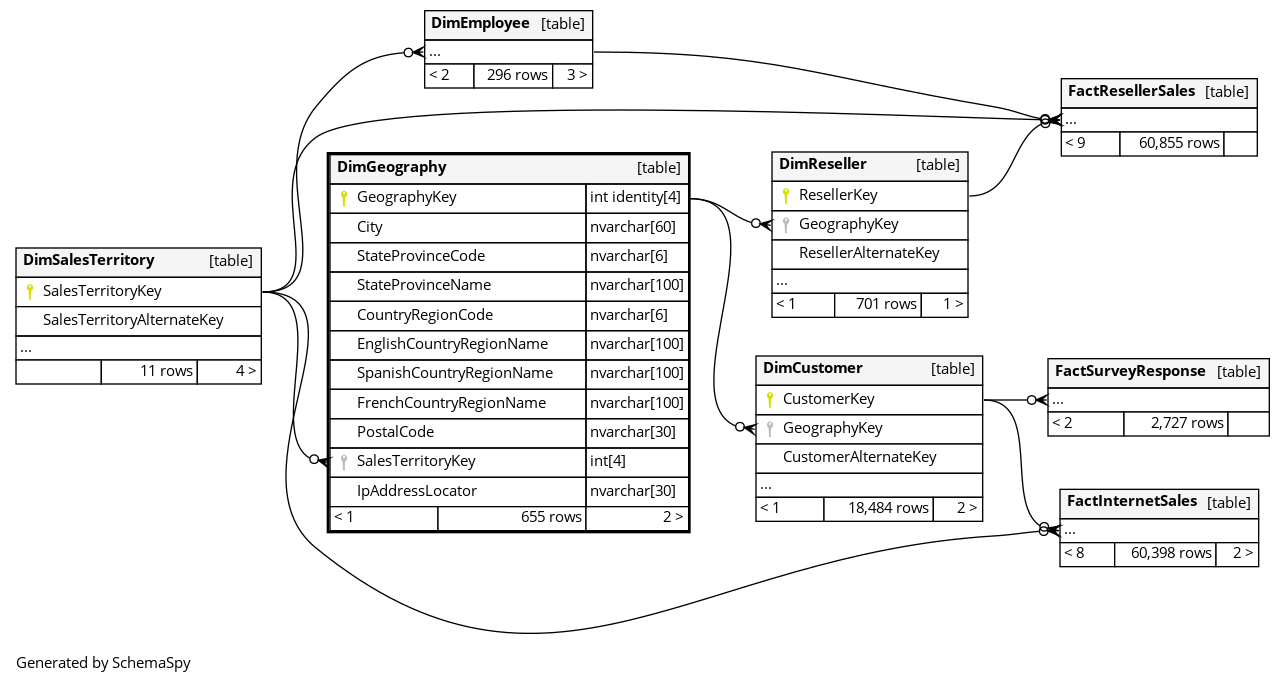 DimEmployee [table]
...
< 2 296 rows 3 >
FactResellerSales [table]
...
< 9 60,855 rows
DimGeography [table]
GeographyKey int identity[4]
City nvarchar[60]
StateProvinceCode nvarchar[6]
StateProvinceName nvarchar[100]
CountryRegionCode nvarchar[6]
EnglishCountryRegionName nvarchar[100]
SpanishCountryRegionName nvarchar[100]
FrenchCountryRegionName nvarchar[100]
PostalCode nvarchar[30]
SalesTerritoryKey int[4]
IpAddressLocator nvarchar[30]
< 1 655 rows 2 >
DimReseller [table]
ResellerKey
GeographyKey
ResellerAlternateKey
...
< 1 701 rows 1 >
DimSalesTerritory [table]
SalesTerritoryKey
SalesTerritoryAlternateKey
...
11 rows 4 >
DimCustomer [table]
CustomerKey
GeographyKey
CustomerAlternateKey
...
< 1 18,484 rows 2 >
FactSurveyResponse [table]
...
< 2 2,727 rows
FactInternetSales [table]
...
< 8 60,398 rows 2 >
Generated by SchemaSpy